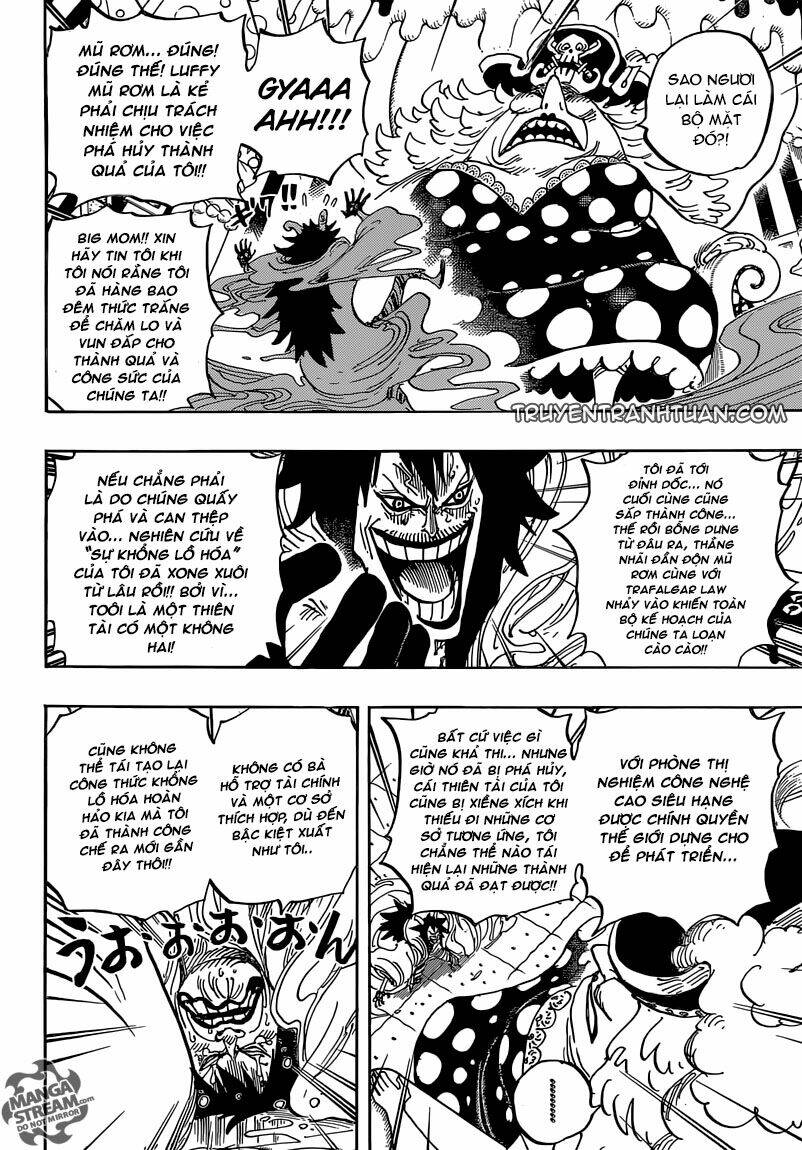 SAO NGƯƠI
LẠI LÀM CÁI
BỘ MẶT
ĐÓ?!
GYAAA
AHH!!!
MŨ RƠM... ĐÚNG!
ĐÚNG THẾ! LUFFY
MŨ RƠM LÀ KẺ
PHẢI CHỊU TRÁCH
NHIỆM CHO VIỆC
PHÁ HỦY THÀNH
QUẢ CỦA TÔI!!
BIG MOM!! XIN
HÃY TIN TÔI KHI
TÔI NÓI RẰNG TÔI
ĐÃ HÀNG BAO
ĐÊM THỨC TRẮNG
ĐỂ CHĂM LO VÀ
VUN ĐẮP CHO
THÀNH QUẢ VÀ
CÔNG SỨC CỦA
CHÚNG TA!!
TRUYENTRANHTUAN.COM
TÔI ĐÃ TỚI
ĐỈNH DỐC... NÓ
CUỐI CÙNG CŨNG
SẮP THÀNH CÔNG...
THẾ RỒI BỖNG DƯNG
TỪ ĐÂU RA, THẰNG
NHÃI ĐẦN ĐỘN MŨ
RƠM CÙNG VỚI
TRAFALGAR LAW
NHẢY VÀO KHIẾN TOÀN
BỘ KẾ HOẠCH CỦA
CHÚNG TA LOẠN
CÀO CÀO!!
NẾU CHẲNG PHẢI
LÀ DO CHÚNG QUẤY
PHÁ VÀ CAN THỆP
VÀO... NGHIÊN CỨU VỀ
"SỰ KHỔNG LỒ HÓA"
CỦA TÔI ĐÃ XONG XUÔI
TỪ LÂU RỒI!! BỞI VÌ...
TOÔI LÀ MỘT THIÊN
TÀI CÓ MỘT KHÔNG
HAI!
VỚI PHÒNG THỊ
NGHIỆM CÔNG NGHỆ
CAO SIÊU HẠNG
ĐƯỢC CHÍNH QUYỀN
THẾ GIỚI DỰNG CHO
ĐỂ PHÁT TRIỂN...
BẤT CỨ VIỆC GÌ
CŨNG KHẢ THI... NHƯNG
GIỜ NÓ ĐÃ BỊ PHÁ HỦY,
CÁI THIÊN TÀI CỦA TÔI
CŨNG BỊ XIỀNG XÍCH KHI
THIẾU ĐI NHỮNG CƠ
SỞ TƯƠNG ỨNG, TÔI
CHẲNG THỂ NÀO TÁI
HIỆN LẠI NHỮNG THÀNH
QUẢ ĐÃ ĐẠT ĐƯỢC!!
KHÔNG CÓ BÀ
HỖ TRỢ TÀI CHÍNH
VÀ MỘT CƠ SỞ
THÍCH HỢP, DÙ ĐẾN
BẬC KIỆT XUẤT
NHƯ TÔI..
CŨNG KHÔNG
THỂ TÁI TẠO LẠI
CÔNG THỨC KHỔNG
LỒ HÓA HOÀN
HẢO KIA MÀ TÔI
ĐÃ THÀNH CÔNG
CHẾ RA MỚI GẦN
ĐÂY THÔI!!
うおおおおん
MANGA
STREAM.COM
DO NOT MIRROR